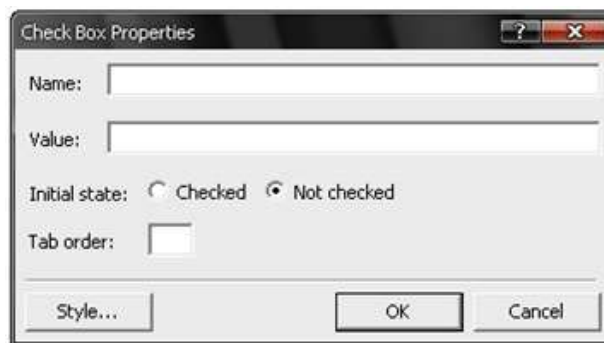 Check Box Properties ?
Name:
Value:
Initial state: Checked Not checked
Tab order:
Style... OK Cancel